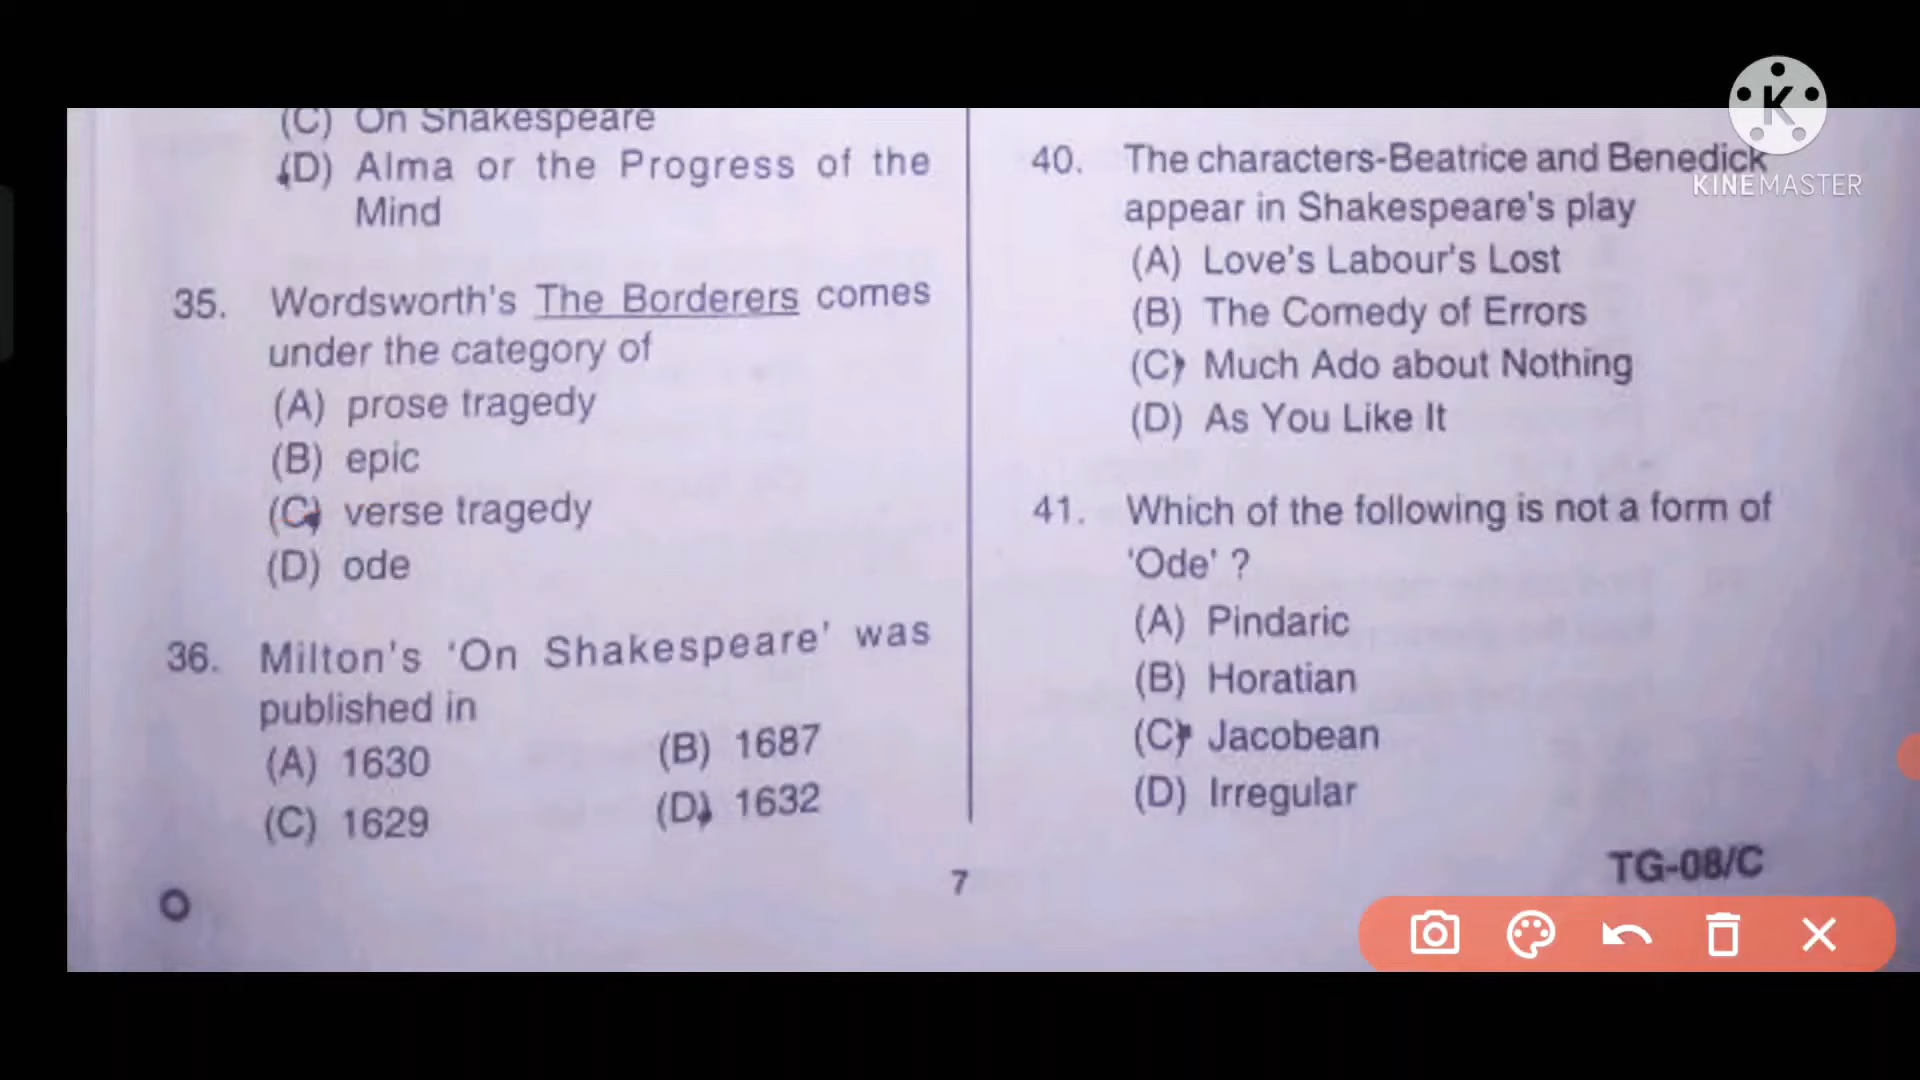 (C) On Shakespeare
(D) Alma or the Progress of the
Mind
35. Wordsworth's The Borderers comes
under the category of
(A) prose tragedy
(B) epic
(C) verse tragedy
(D) ode
36. Milton's 'On Shakespeare' was
published in
(A) 1630 (B) 1687
(C) 1629 (D) 1632
40. The characters-Beatrice and Benedick
appear in Shakespeare's play
(A) Love's Labour's Lost
(B) The Comedy of Errors
(C) Much Ado about Nothing
(D) As You Like It
41. Which of the following is not a form of
'Ode' ?
(A) Pindaric
(B) Horatian
(C) Jacobean
(D) Irregular
7
TG-08/C
K
KINEMASTER